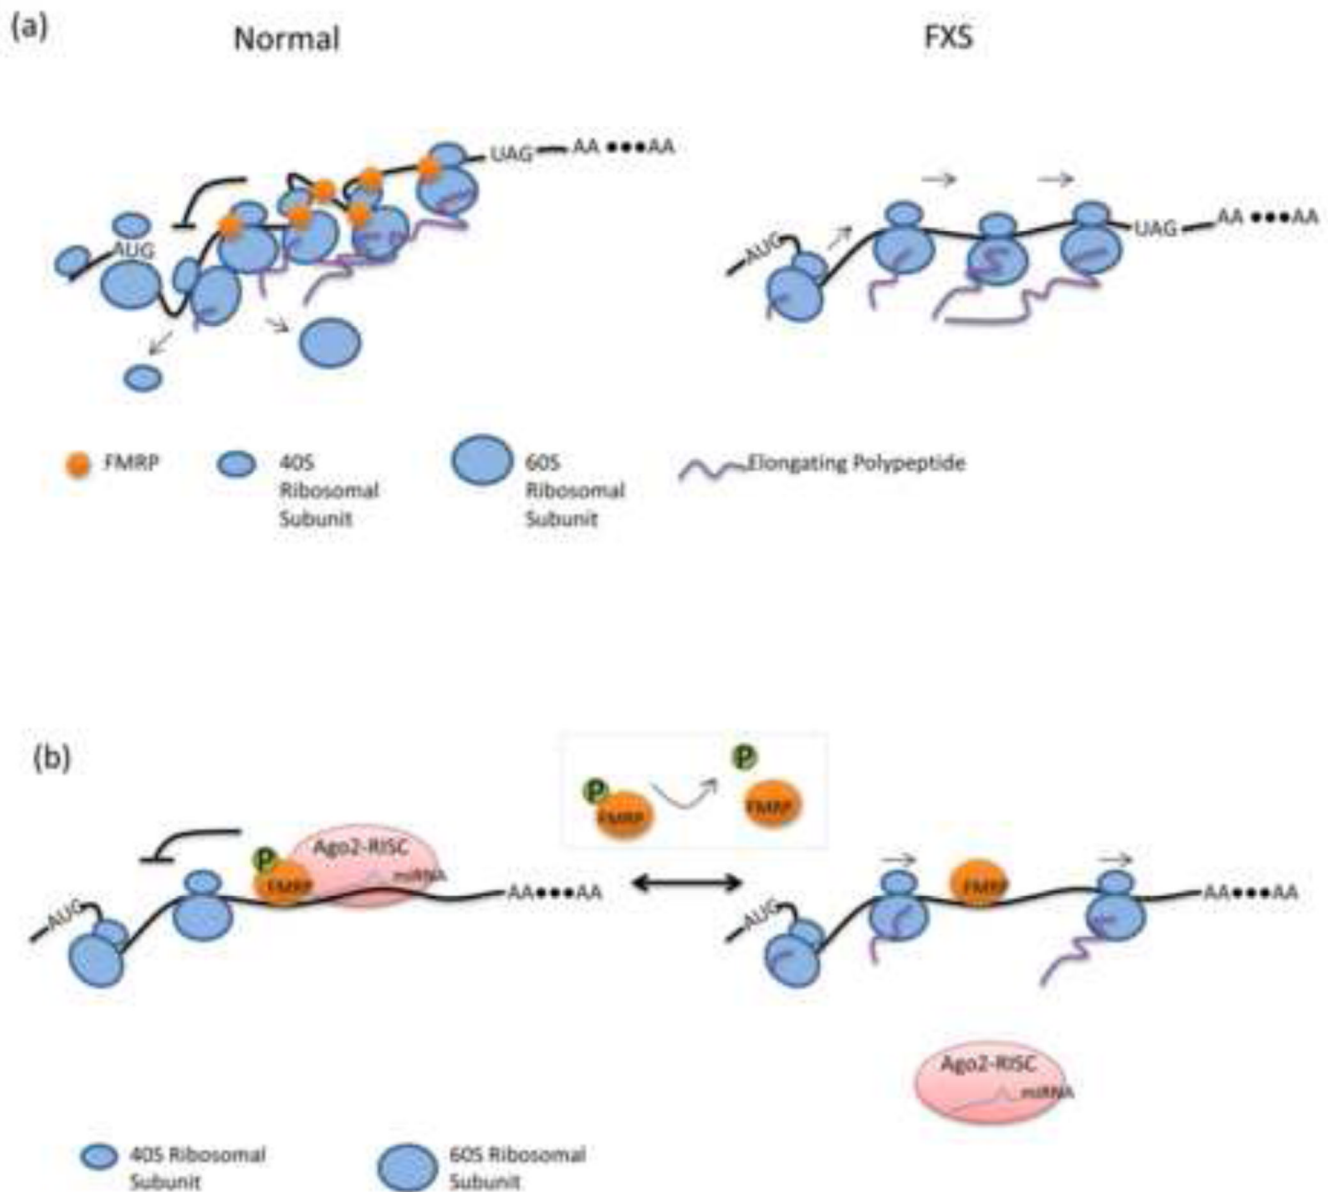 (a)
Normal
FXS
AUG
UAG
AA •••AA
AUG
UAG
AA •••AA
FMRP
40S
Ribosomal
Subunit
60S
Ribosomal
Subunit
Elongating Polypeptide
(b)
P
FMRP
P
FMRP
AUG
P
FMRP
Ago2-RISC
miRNA
AA•••AA
AUG
FMRP
AA•••AA
Ago2-RISC
miRNA
40S Ribosomal
Subunit
60S Ribosomal
Subunit